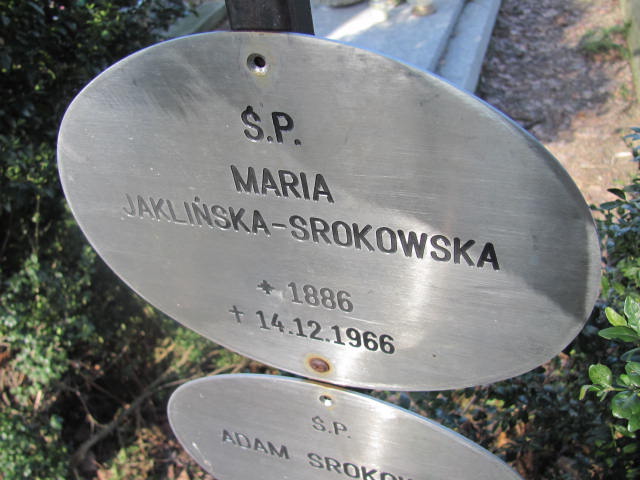 Ś.P.
MARIA
JAKLIŃSKA-SROKOWSKA
* 1886
✝ 14.12.1966
Ś.P.
ADAM